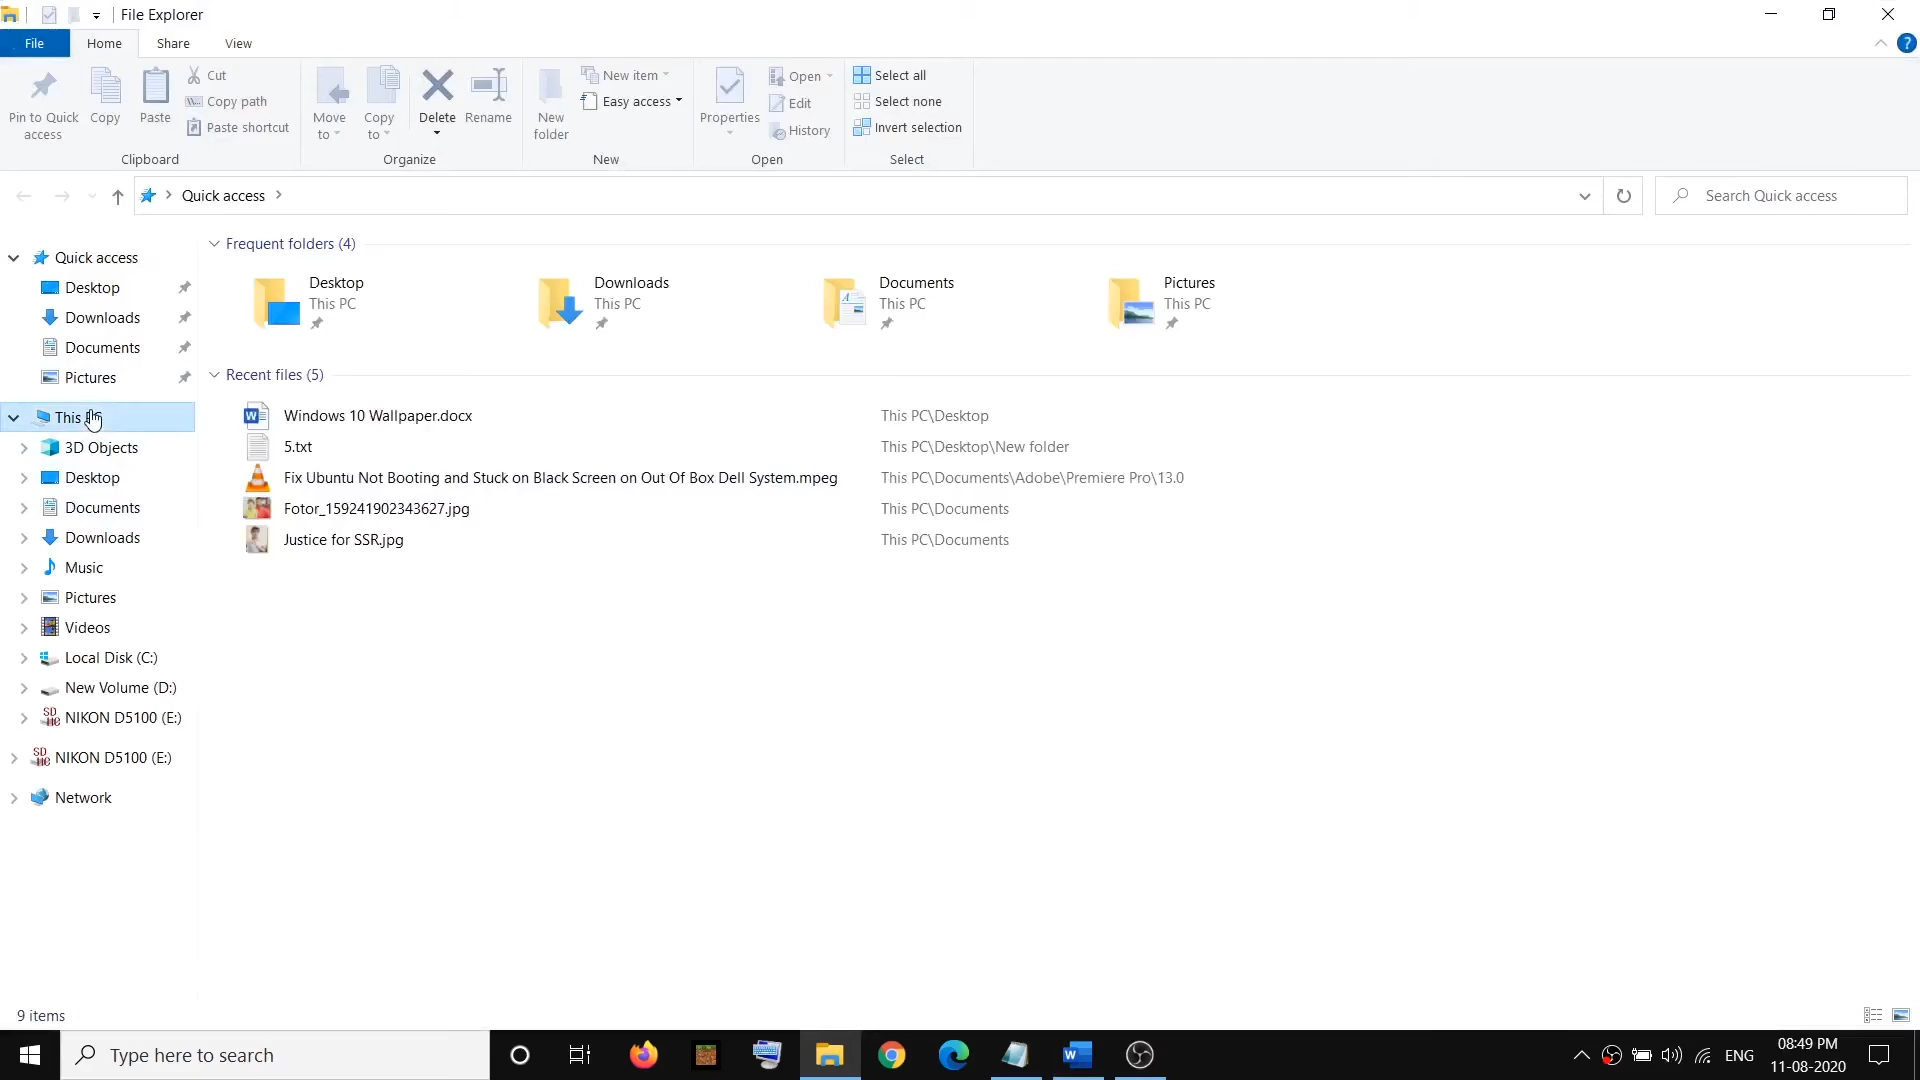 File Explorer
File Home Share View
Pin to Quick access
Copy
Paste
Cut
Copy path
Paste shortcut
Clipboard
Move to
Copy to
Delete
Rename
Organize
New folder
New item
Easy access
New
Properties
Open
Edit
History
Open
Select all
Select none
Invert selection
Select
Quick access
Search Quick access
Quick access
Desktop
Downloads
Documents
Pictures
This
3D Objects
Desktop
Documents
Downloads
Music
Pictures
Videos
Local Disk (C:)
New Volume (D:)
NIKON D5100 (E:)
NIKON D5100 (E:)
Network
Frequent folders (4)
Desktop
This PC
Downloads
This PC
Documents
This PC
Pictures
This PC
Recent files (5)
Windows 10 Wallpaper.docx This PC\Desktop
5.txt This PC\Desktop\New folder
Fix Ubuntu Not Booting and Stuck on Black Screen on Out Of Box Dell System.mpeg This PC\Documents\Adobe\Premiere Pro\13.0
Fotor_159241902343627.jpg This PC\Documents
Justice for SSR.jpg This PC\Documents
9 items
Type here to search
ENG
08:49 PM
11-08-2020